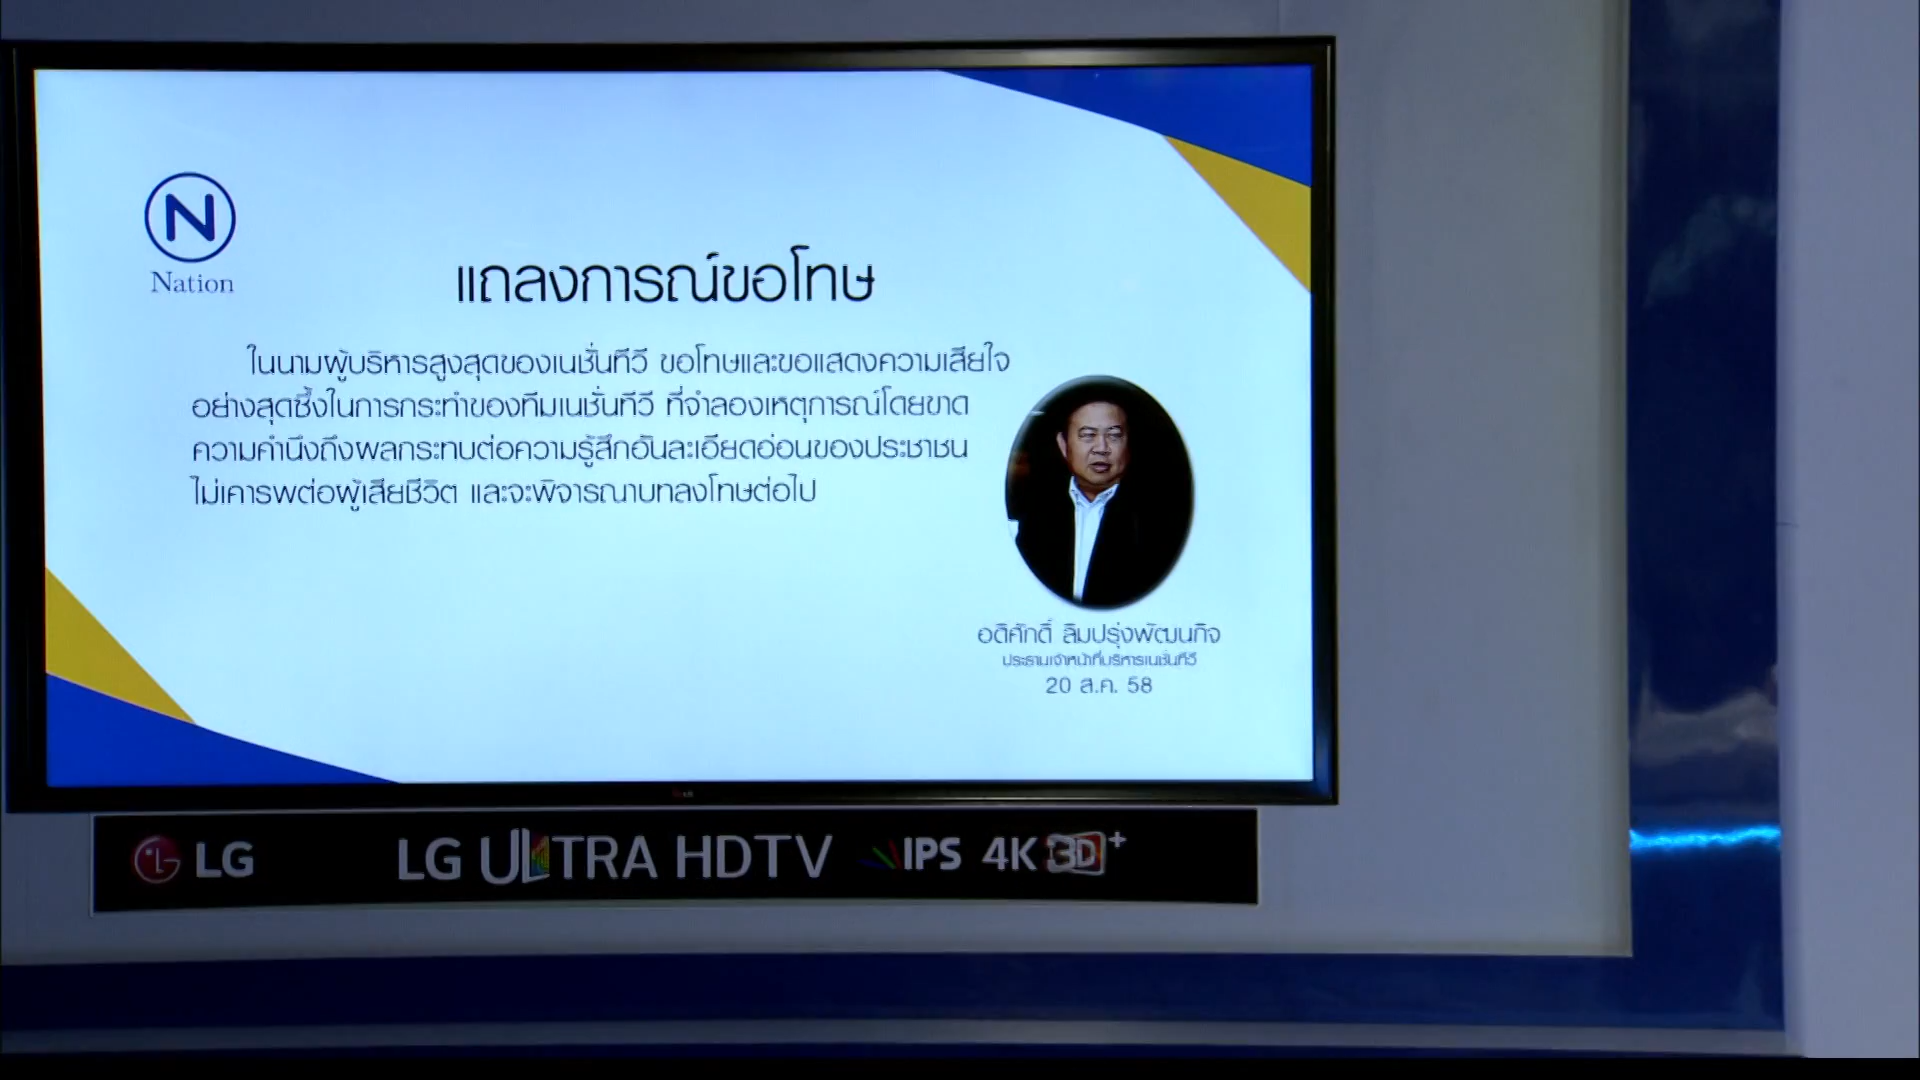 N
Nation
แถลงการณ์ขอโทษ
ในนามผู้บริหารสูงสุดของเนชั่นทีวี ขอโทษและขอแสดงความเสียใจ
อย่างสุดซึ้งในการกระทำของทีมเนชั่นทีวี ที่จำลองเหตุการณ์โดยขาด
ความคำนึงถึงผลกระทบต่อความรู้สึกอันละเอียดอ่อนของประชาชน
ไม่เคารพต่อผู้เสียชีวิต และจะพิจารณาบทลงโทษต่อไป
อดิศักดิ์ ลิมปรุ่งพัฒนกิจ
ประธานเจ้าหน้าที่บริหารเนชั่นทีวี
20 ส.ค. 58
LG LG ULTRA HDTV IPS 4K 3D+